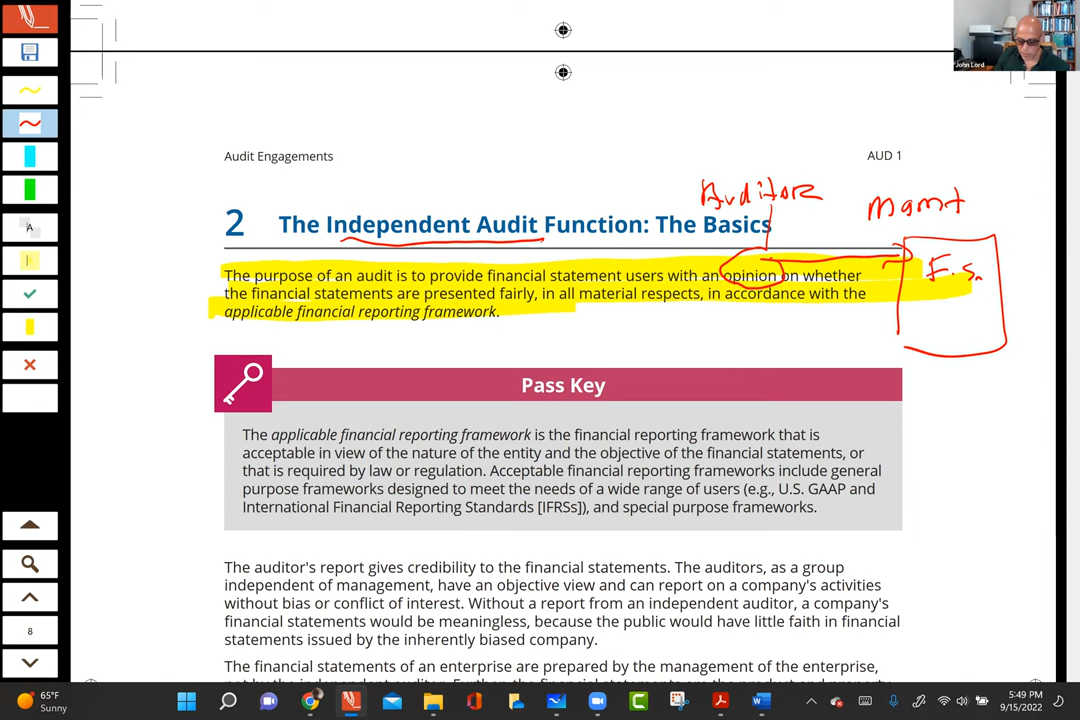 John Lord
Audit Engagements
AUD 1
Auditor
Mgmt
2 The Independent Audit Function: The Basics
F.S.
The purpose of an audit is to provide financial statement users with an opinion on whether
the financial statements are presented fairly, in all material respects, in accordance with the
applicable financial reporting framework.
Pass Key
The applicable financial reporting framework is the financial reporting framework that is
acceptable in view of the nature of the entity and the objective of the financial statements, or
that is required by law or regulation. Acceptable financial reporting frameworks include general
purpose frameworks designed to meet the needs of a wide range of users (e.g., U.S. GAAP and
International Financial Reporting Standards [IFRSs]), and special purpose frameworks.
The auditor's report gives credibility to the financial statements. The auditors, as a group
independent of management, have an objective view and can report on a company's activities
without bias or conflict of interest. Without a report from an independent auditor, a company's
financial statements would be meaningless, because the public would have little faith in financial
statements issued by the inherently biased company.
The financial statements of an enterprise are prepared by the management of the enterprise,
A
8
65°F
Sunny
5:49 PM
9/15/2022